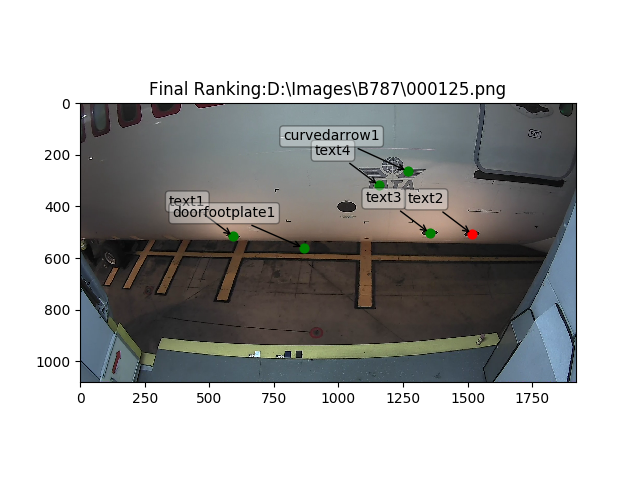 Final Ranking:D:\Images\B787\000125.png
0
200
400
600
800
1000
curvedarrow1
text4
text1
doorfootplate1
text3
text2
0
250
500
750
1000
1250
1500
1750